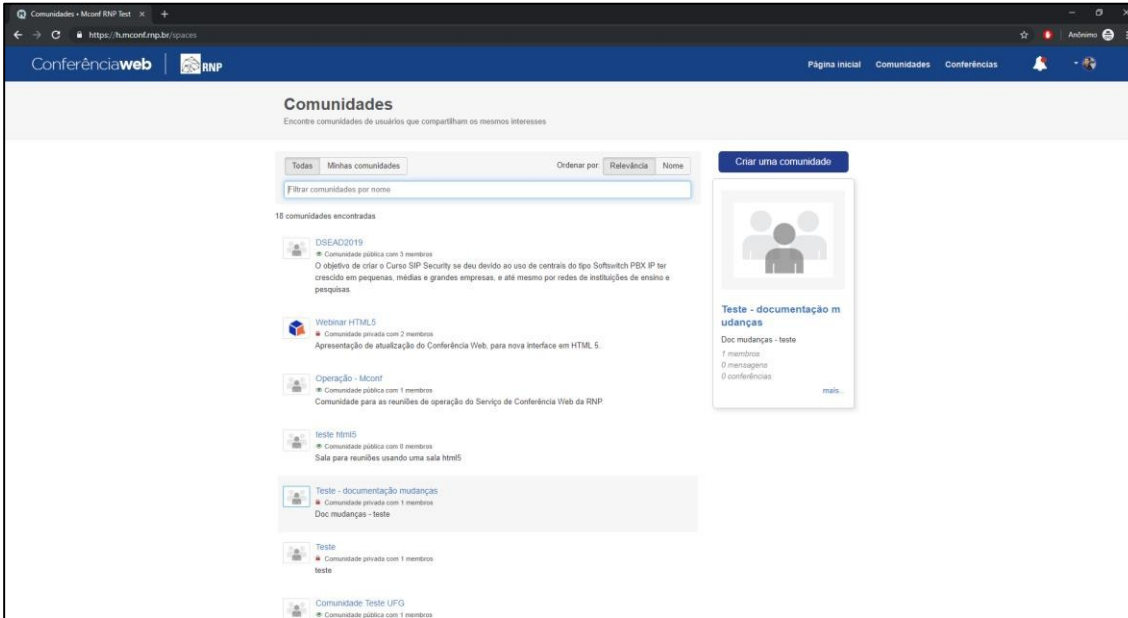 Comunidades • Mconf RNP Test
https://h.mconf.rnp.br/spaces
Anônimo
Conferênciaweb
RNP
Página inicial Comunidades Conferências
Comunidades
Encontre comunidades de usuários que compartilham os mesmos interesses
Todas Minhas comunidades Ordenar por: Relevância Nome
Filtrar comunidades por nome
18 comunidades encontradas
DSEAD2019
Comunidade pública com 3 membros
O objetivo de criar o Curso SIP Security se deu devido ao uso de centrais do tipo Softswitch PBX IP ter
crescido em pequenas, médias e grandes empresas, e até mesmo por redes de instituições de ensino e
pesquisas.
Webinar HTML5
Comunidade privada com 2 membros
Apresentação de atualização do Conferência Web, para nova interface em HTML 5.
Operação - Mconf
Comunidade pública com 1 membros
Comunidade para as reuniões de operação do Serviço de Conferência Web da RNP.
teste html5
Comunidade pública com 8 membros
Sala para reuniões usando uma sala html5
Teste - documentação mudanças
Comunidade privada com 1 membros
Doc mudanças - teste
Teste
Comunidade privada com 1 membros
teste
Comunidade Teste UFG
Comunidade pública com 1 membros
Criar uma comunidade
Teste - documentação m
udanças
Doc mudanças - teste
1 membros
0 mensagens
0 conferências
mais...